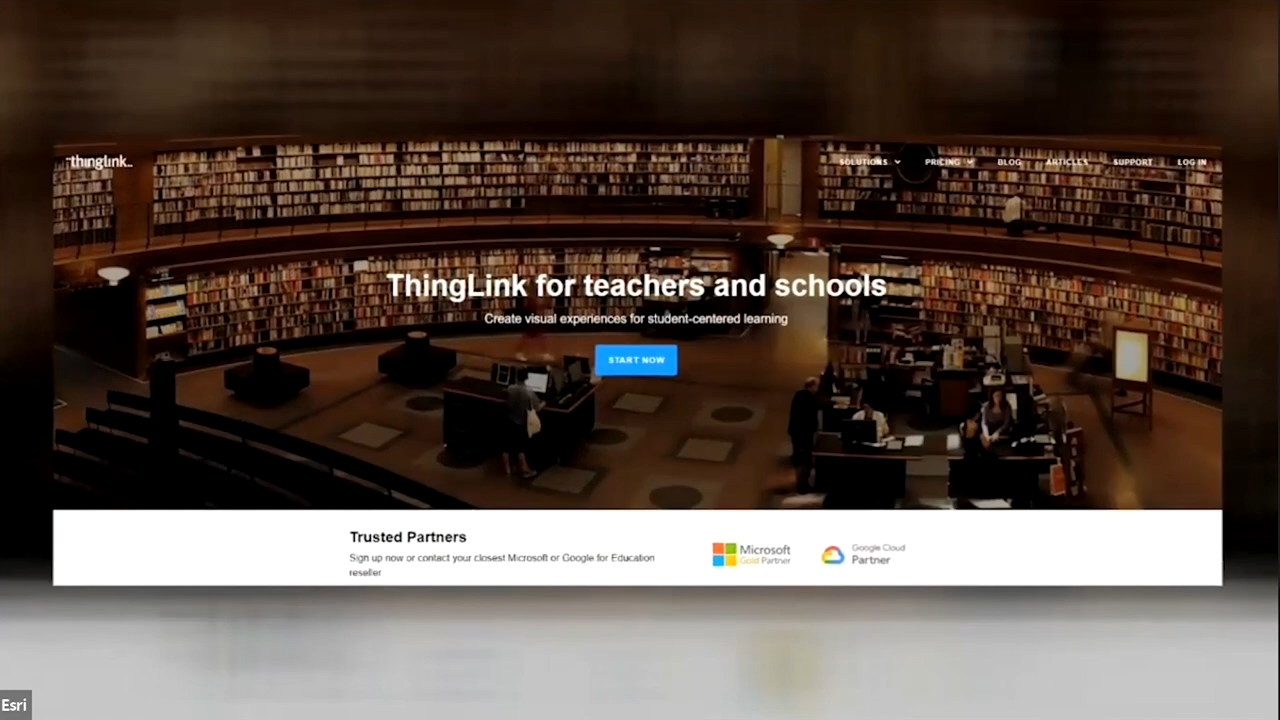 thinglink..
SOLUTIONS PRICING BLOG ARTICLES SUPPORT LOG IN
ThingLink for teachers and schools
Create visual experiences for student-centered learning
START NOW
Trusted Partners
Sign up now or contact your closest Microsoft or Google for Education
reseller
Microsoft
Gold Partner
Google Cloud
Partner
Esri